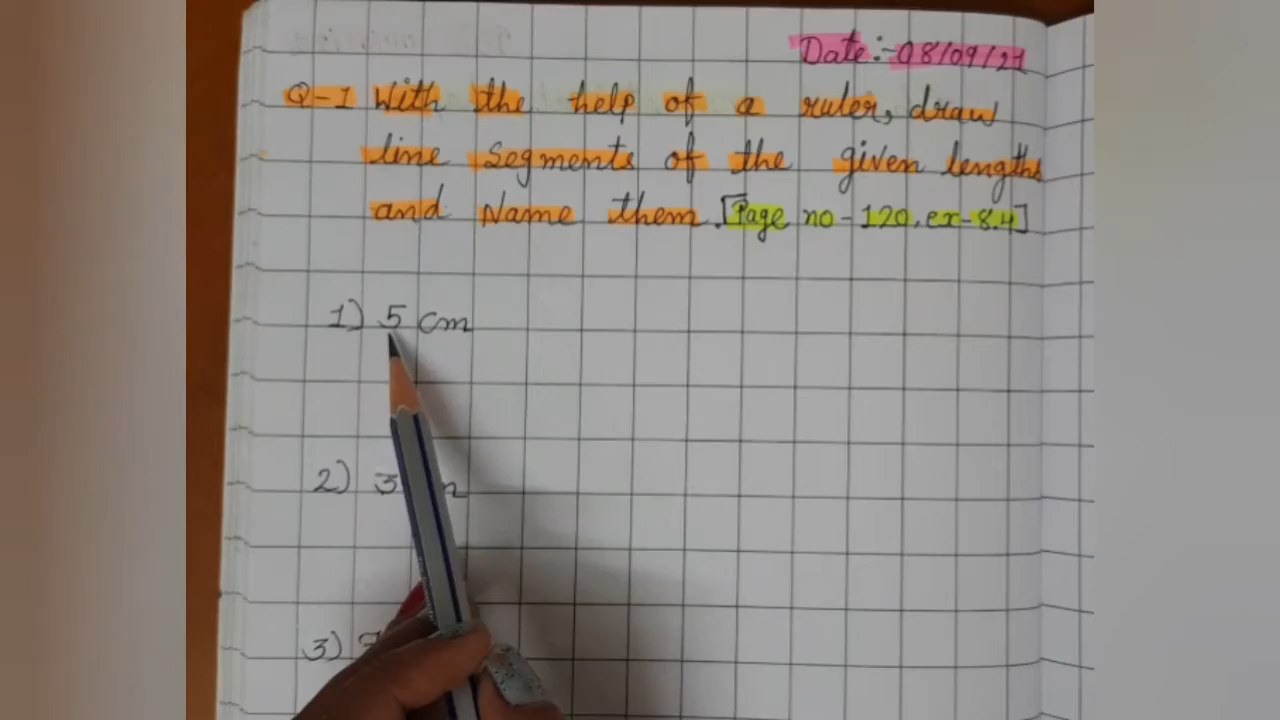 Date:-08/09/21
Q-1 With the help of a ruler, draw
line segments of the given lengths
and Name them. [Page no-120, ex-8.4]
1) 5 cm
2) 3
3) 7